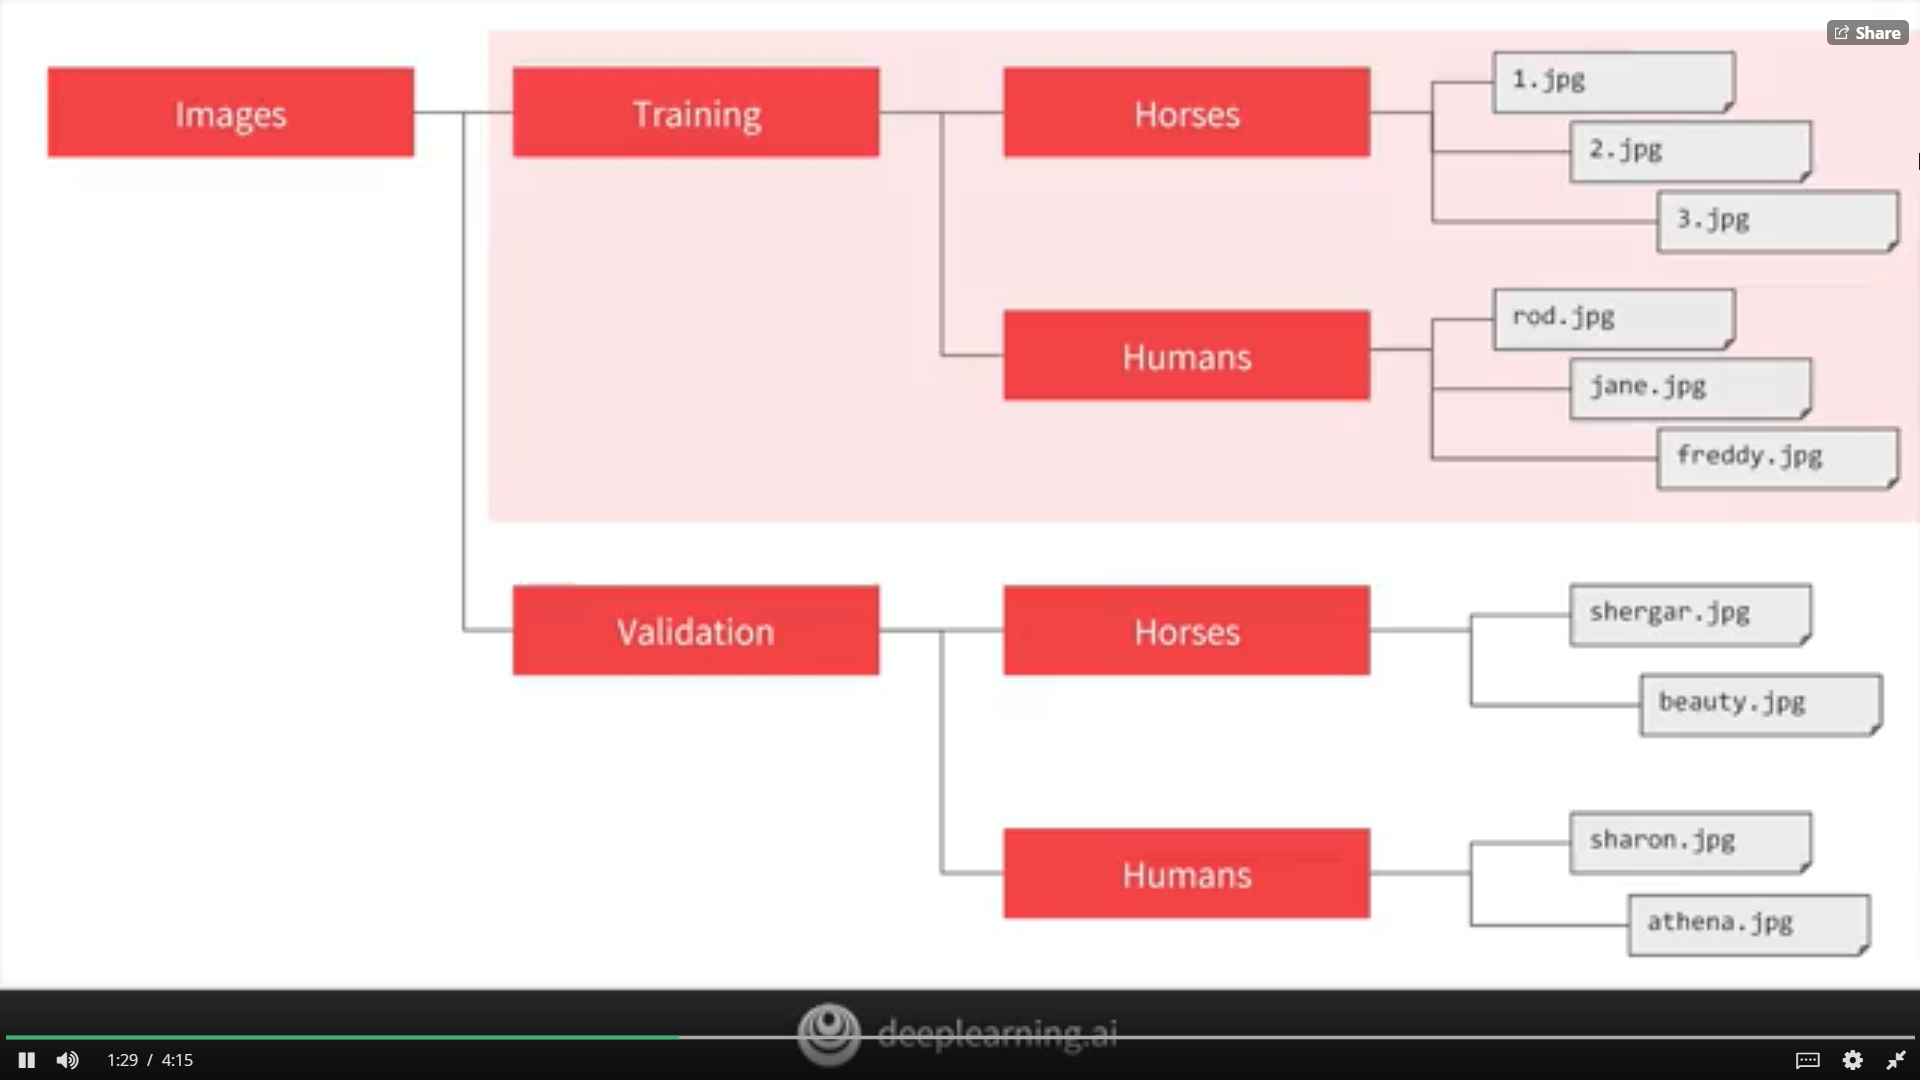 Share
Images
Training
Horses
1.jpg
2.jpg
3.jpg
Humans
rod.jpg
jane.jpg
freddy.jpg
Validation
Horses
shergar.jpg
beauty.jpg
Humans
sharon.jpg
athena.jpg
deeplearning.ai
1:29 / 4:15